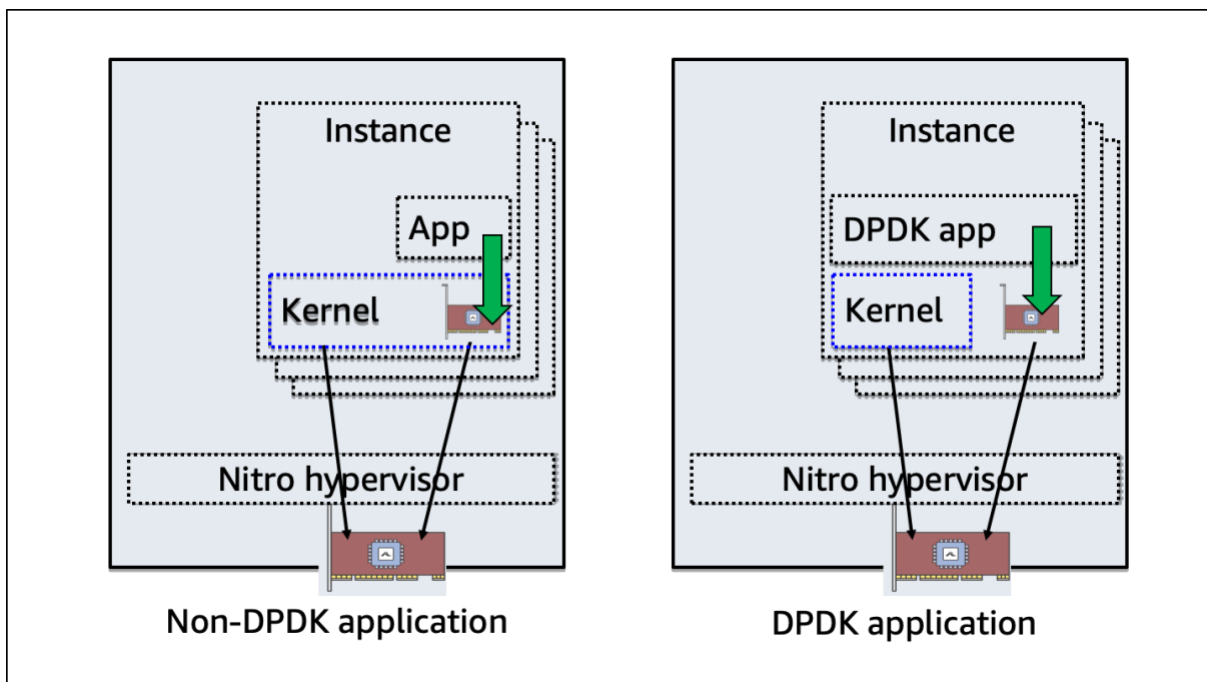 Instance
App
Kernel
Nitro hypervisor
Non-DPDK application
Instance
DPDK app
Kernel
Nitro hypervisor
DPDK application